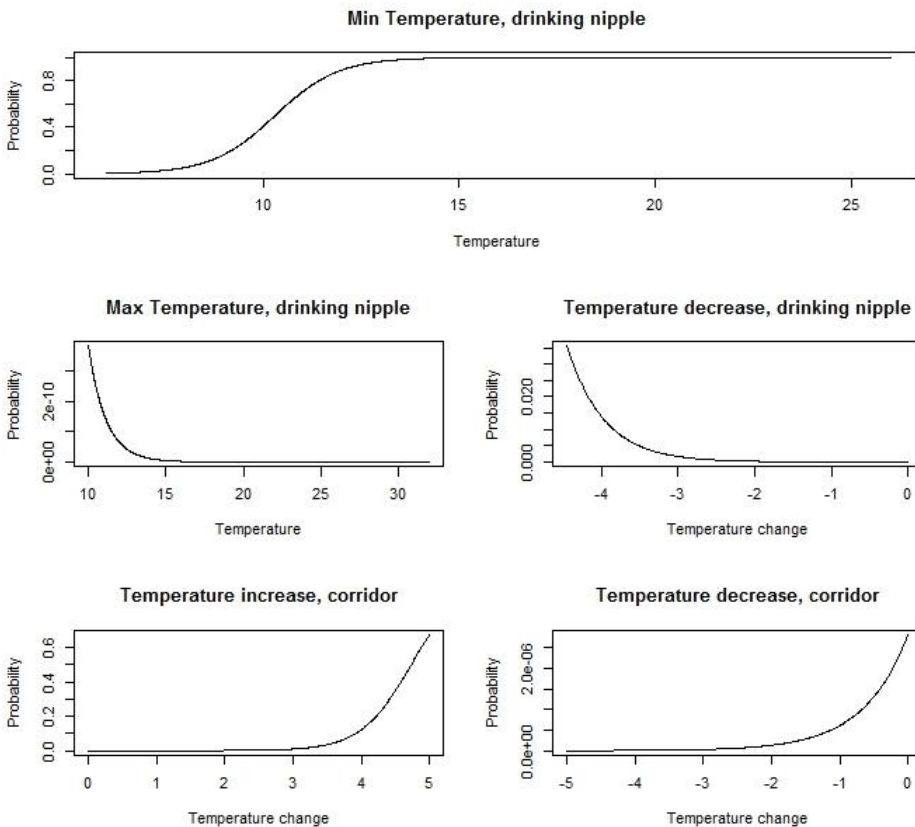 Min Temperature, drinking nipple
Probability
0.0 0.4 0.8
10 15 20 25
Temperature
Max Temperature, drinking nipple
Probability
0e+00 2e-10
10 15 20 25 30
Temperature
Temperature decrease, drinking nipple
Probability
0.000 0.020
-4 -3 -2 -1 0
Temperature change
Temperature increase, corridor
Probability
0.0 0.2 0.4 0.6
0 1 2 3 4 5
Temperature change
Temperature decrease, corridor
Probability
0.0e+00 2.0e-06
-5 -4 -3 -2 -1 0
Temperature change